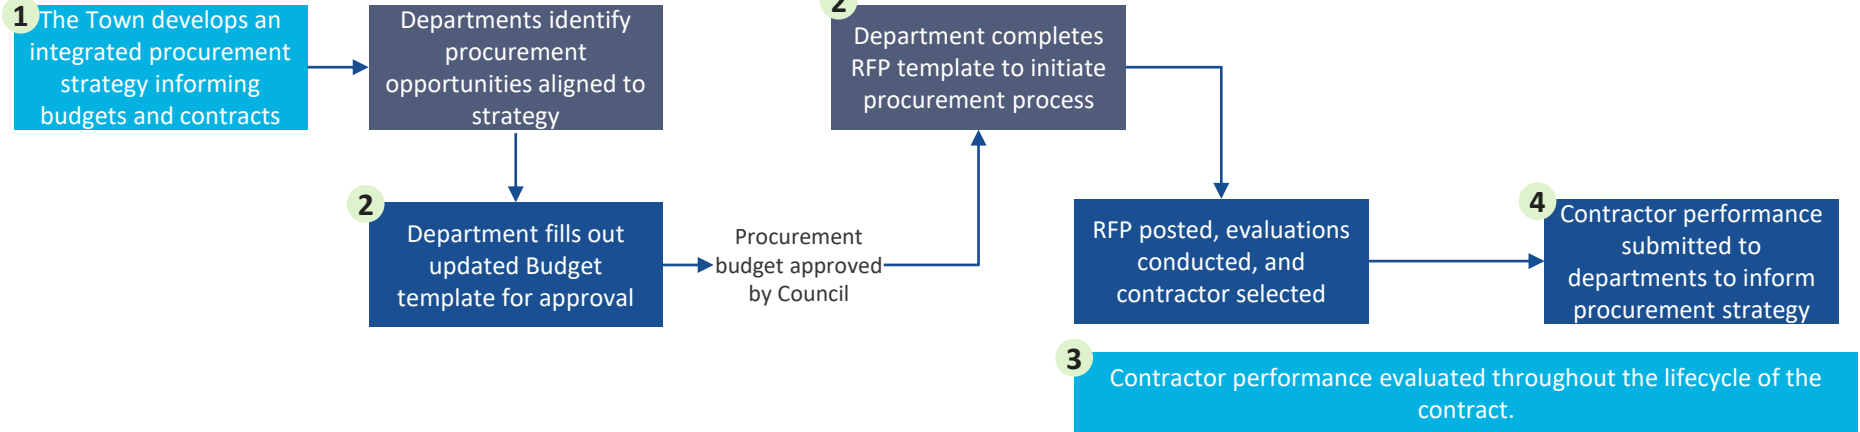 1
The Town develops an
integrated procurement
strategy informing
budgets and contracts
Departments identify
procurement
opportunities aligned to
strategy
2
Department fills out
updated Budget
template for approval
Procurement
budget approved
by Council
2
Department completes
RFP template to initiate
procurement process
RFP posted, evaluations
conducted, and
contractor selected
4
Contractor performance
submitted to
departments to inform
procurement strategy
3
Contractor performance evaluated throughout the lifecycle of the
contract.